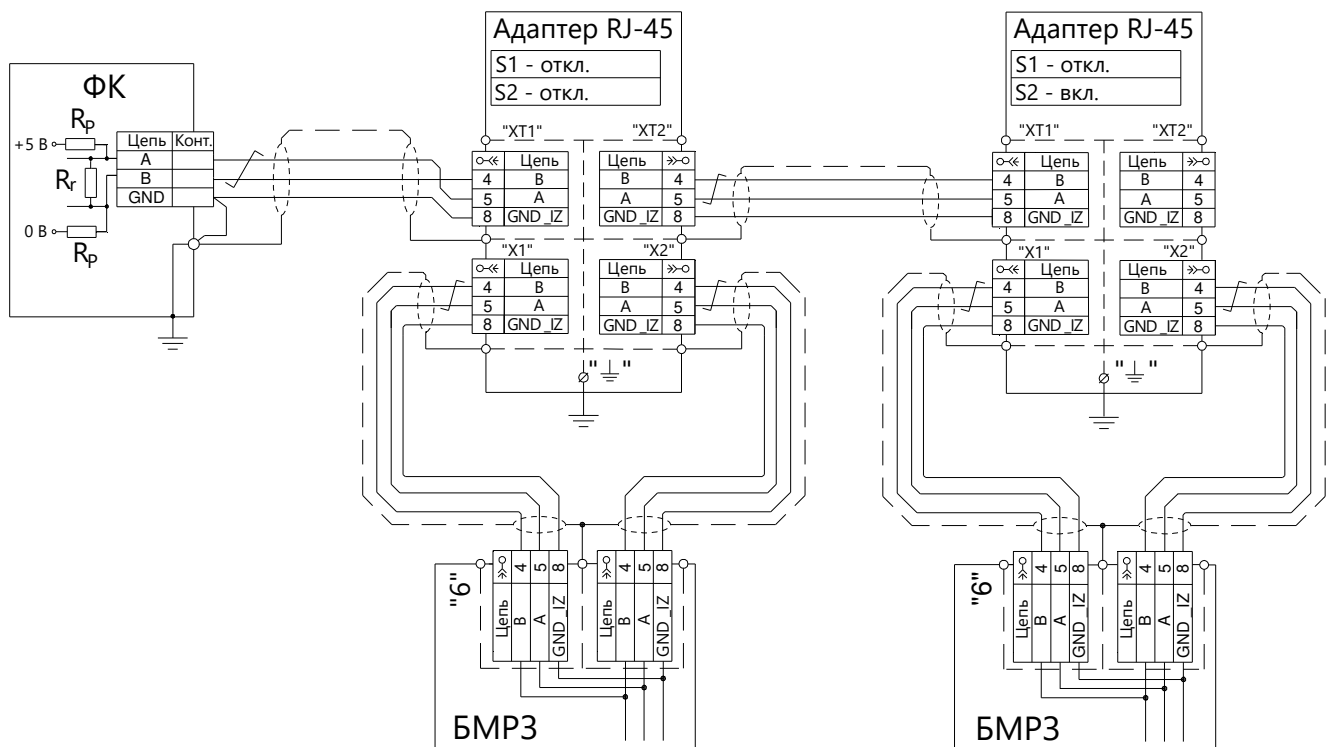 ФК
Rр
+5 В
Rr
0 В
Rр
Цепь Конт.
A
B
GND
Адаптер RJ-45
S1 - откл.
S2 - откл.
"XT1" "XT2"
Цепь
4 B
5 A
8 GND_IZ
Цепь
B 4
A 5
GND_IZ 8
"X1" "X2"
Цепь
4 B
5 A
8 GND_IZ
Цепь
B 4
A 5
GND_IZ 8
"⏚"
Адаптер RJ-45
S1 - откл.
S2 - вкл.
"XT1" "XT2"
Цепь
4 B
5 A
8 GND_IZ
Цепь
B 4
A 5
GND_IZ 8
"X1" "X2"
Цепь
4 B
5 A
8 GND_IZ
Цепь
B 4
A 5
GND_IZ 8
"⏚"
"6"
Цепь
B 4
A 5
GND_IZ 8
Цепь
B 4
A 5
GND_IZ 8
БМРЗ
"6"
Цепь
B 4
A 5
GND_IZ 8
Цепь
B 4
A 5
GND_IZ 8
БМРЗ